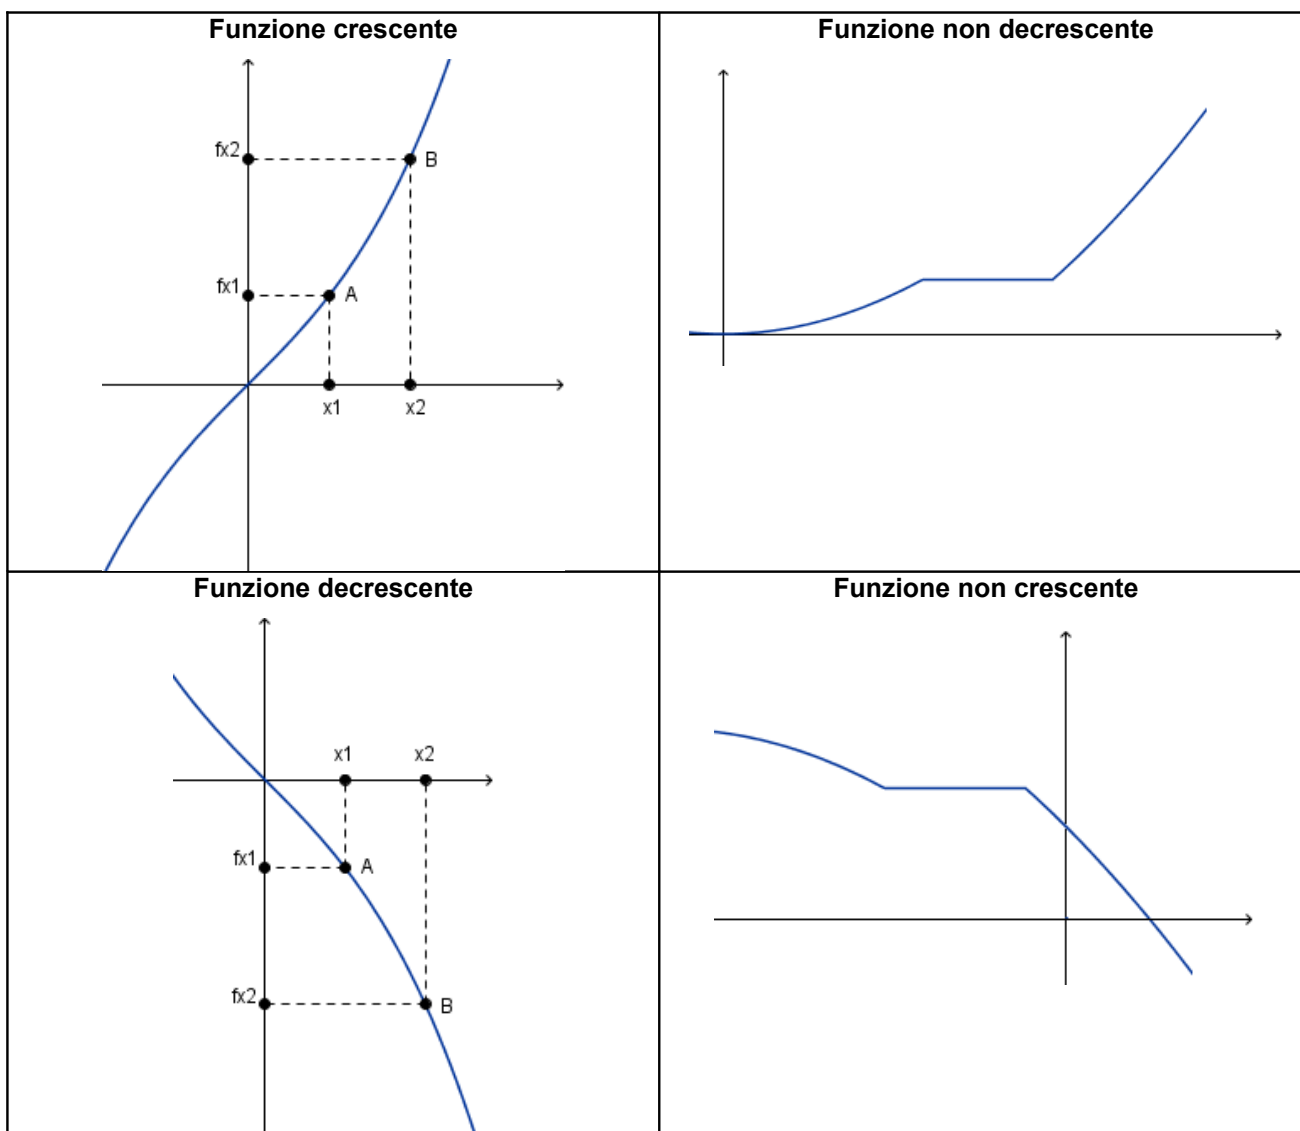 Funzione crescente
fx2
B
fx1
A
x1 x2
Funzione non decrescente
Funzione decrescente
x1 x2
fx1
A
fx2
B
Funzione non crescente